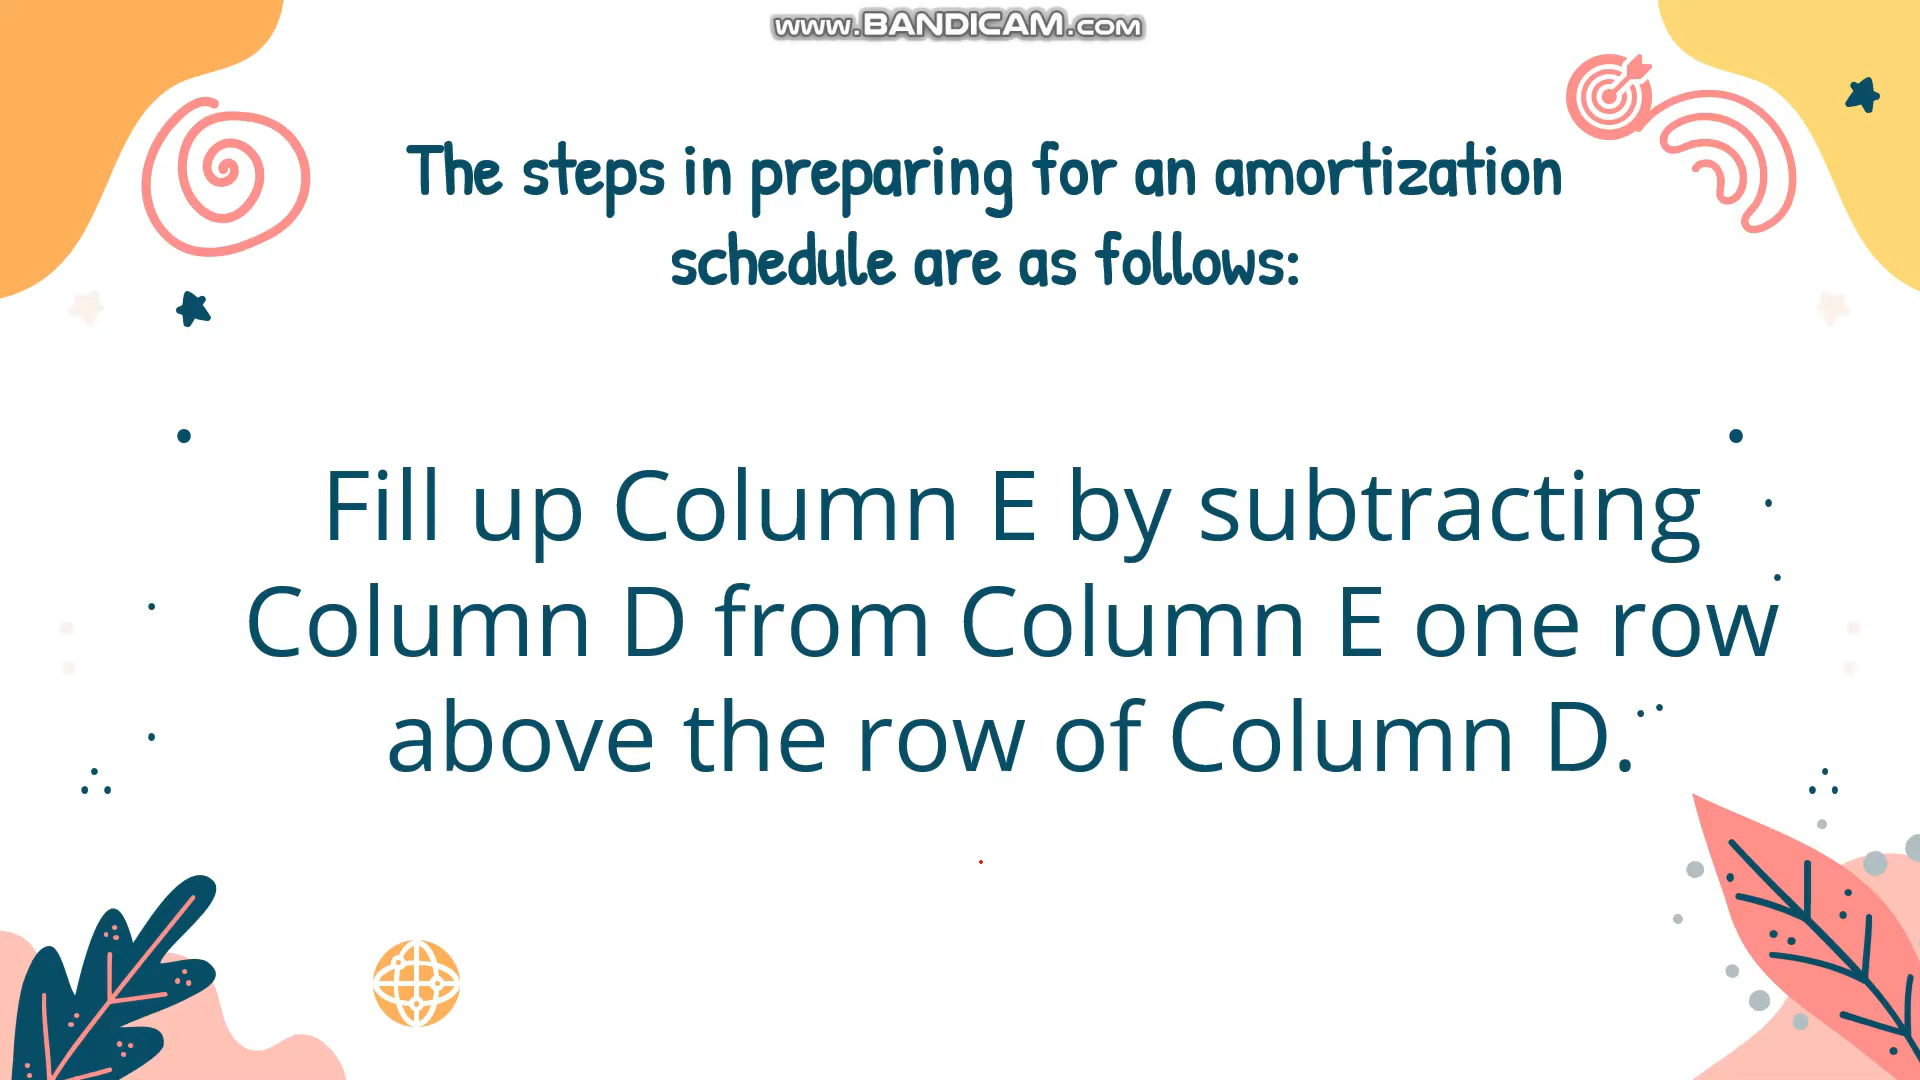 www.BANDICAM.com
The steps in preparing for an amortization
schedule are as follows:
Fill up Column E by subtracting
Column D from Column E one row
above the row of Column D.